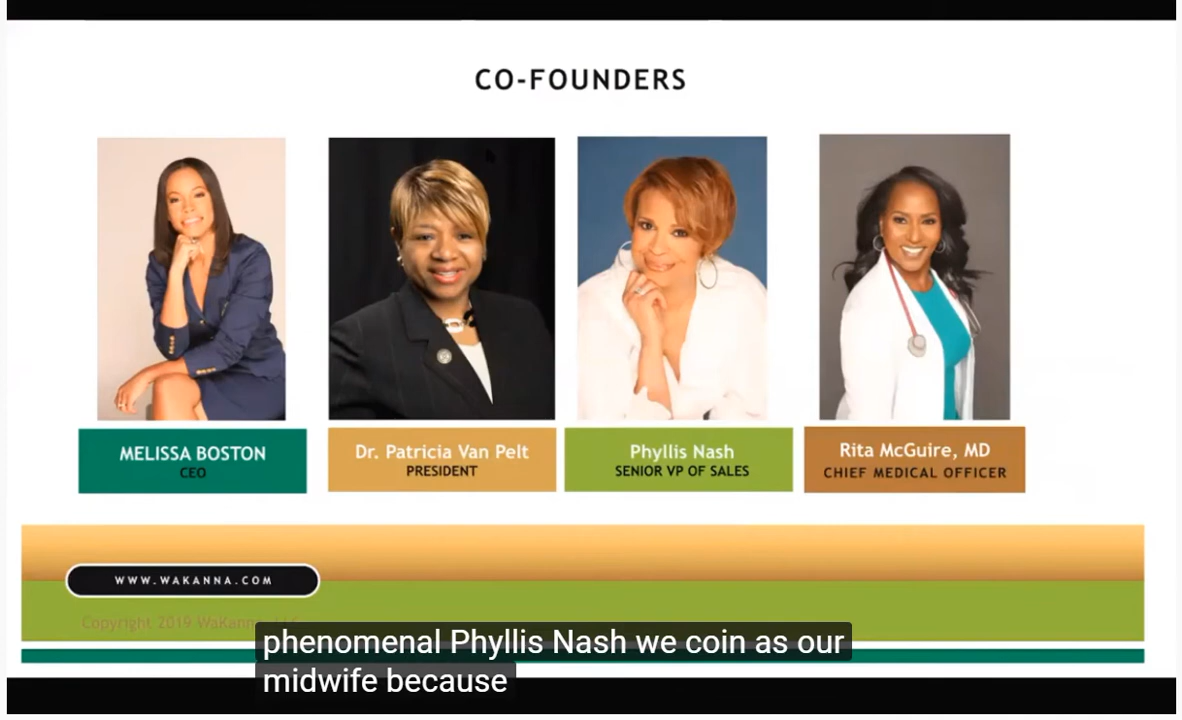 CO-FOUNDERS
MELISSA BOSTON
CEO
Dr. Patricia Van Pelt
PRESIDENT
Phyllis Nash
SENIOR VP OF SALES
Rita McGuire, MD
CHIEF MEDICAL OFFICER
WWW.WAKANNA.COM
Copyright 2019 WaKanna
phenomenal Phyllis Nash we coin as our
midwife because